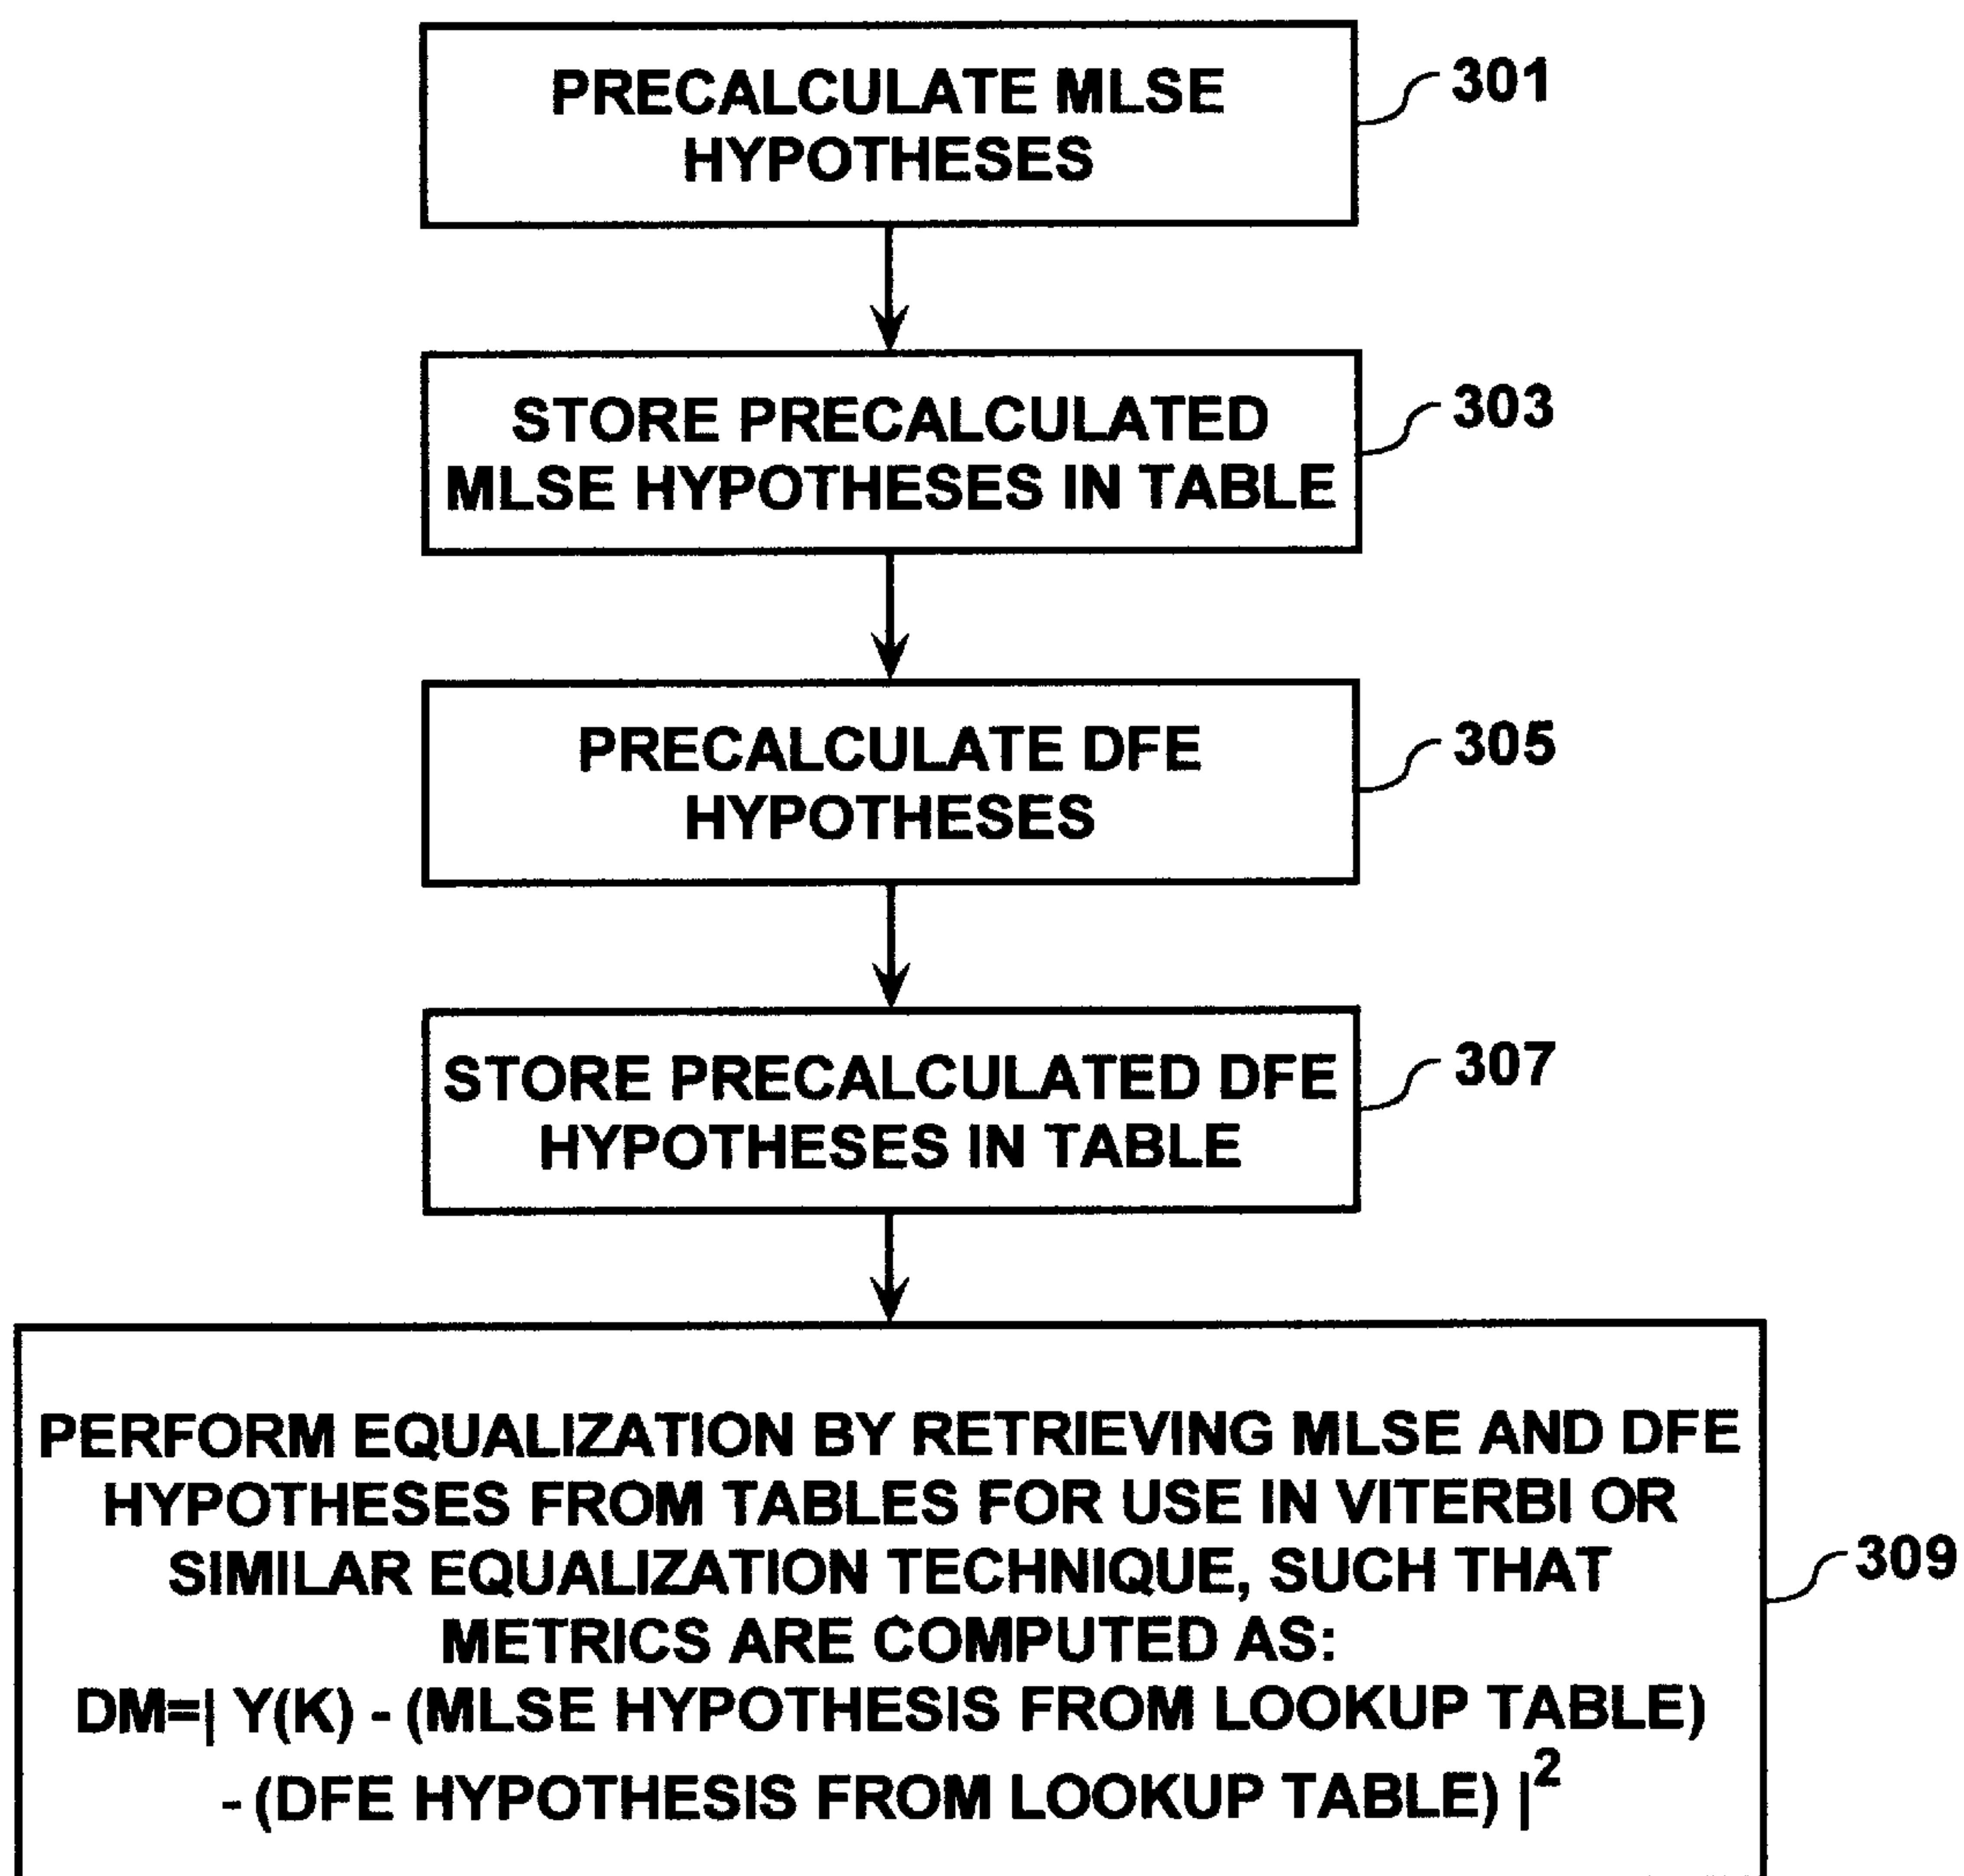 PRECALCULATE MLSE
HYPOTHESES
301
STORE PRECALCULATED
MLSE HYPOTHESES IN TABLE
303
PRECALCULATE DFE
HYPOTHESES
305
STORE PRECALCULATED DFE
HYPOTHESES IN TABLE
307
PERFORM EQUALIZATION BY RETRIEVING MLSE AND DFE
HYPOTHESES FROM TABLES FOR USE IN VITERBI OR
SIMILAR EQUALIZATION TECHNIQUE, SUCH THAT
METRICS ARE COMPUTED AS:
DM=| Y(K) - (MLSE HYPOTHESIS FROM LOOKUP TABLE)
- (DFE HYPOTHESIS FROM LOOKUP TABLE) |²
309